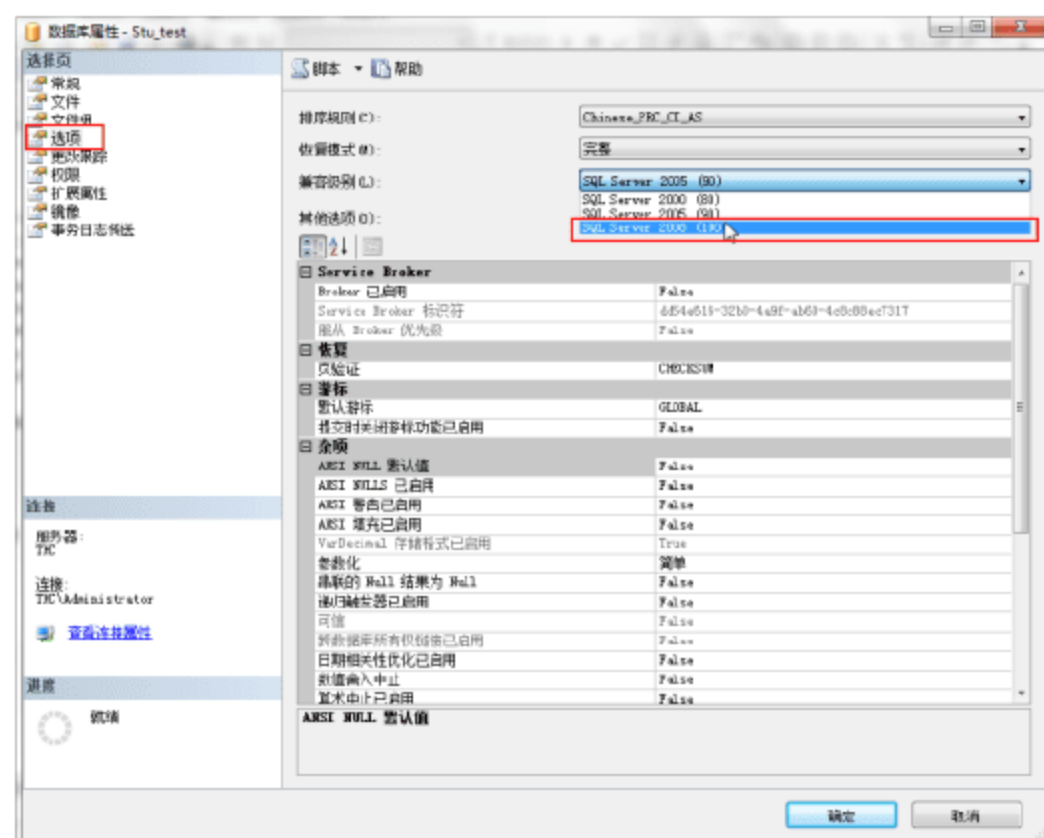 数据库属性 - Stu_test
选择页
常规
文件
文件组
选项
更改跟踪
权限
扩展属性
镜像
事务日志传送
连接
服务器:
TXC
连接:
TXC\Administrator
查看连接属性
进度
就绪
脚本 帮助
排序规则(C): Chinese_PRC_CI_AS
恢复模式(M): 完整
兼容级别(L): SQL Server 2005 (90)
SQL Server 2000 (80)
SQL Server 2005 (90)
SQL Server 2008 (100)
其他选项(O):
Service Broker
Broker 已启用 False
Service Broker 标识符
服从 Broker 优先级 False
恢复
页验证 CHECKSUM
游标
默认游标 GLOBAL
提交时关闭游标功能已启用 False
杂项
ANSI NULL 默认值 False
ANSI NULLS 已启用 False
ANSI 警告已启用 False
ANSI 填充已启用 False
VarDecimal 存储格式已启用 True
参数化 简单
串联的 Null 结果为 Null False
递归触发器已启用 False
可信 False
跨数据库所有权链接已启用 False
日期相关性优化已启用 False
数值舍入中止 False
算术中止已启用 False
ANSI NULL 默认值
确定 取消